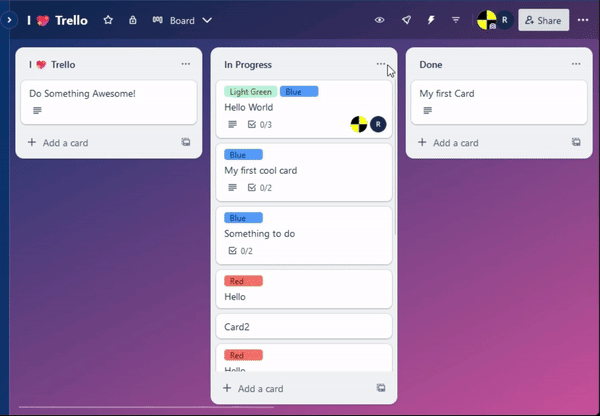 I 💖 Trello
Board
R
Share
I 💖 Trello
Do Something Awesome!
Add a card
In Progress
Light Green
Blue
Hello World
0/3
R
Blue
My first cool card
0/2
Blue
Something to do
0/2
Red
Hello
Card2
Red
Hello
Add a card
Done
My first Card
Add a card